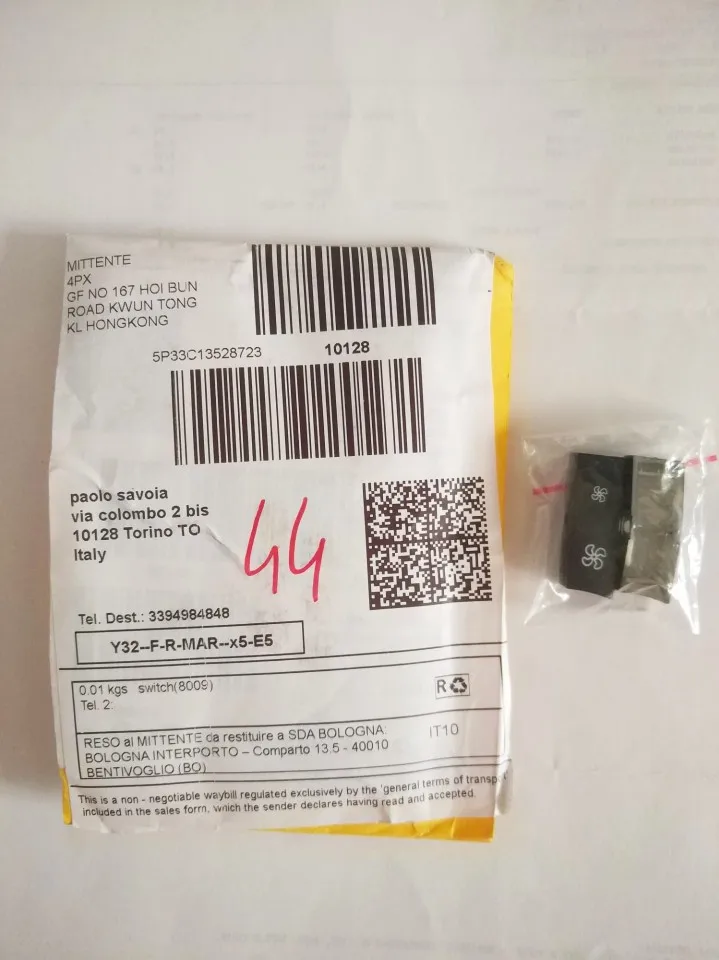 MITTENTE
4PX
GF NO 167 HOI BUN
ROAD KWUN TONG
KL HONGKONG
5P33C13528723
10128
paolo savoia
via colombo 2 bis
10128 Torino TO
Italy
44
Tel. Dest.: 3394984848
Y32--F-R-MAR--x5-E5
0.01 kgs switch(8009)
Tel. 2:
R
RESO al MITTENTE da restituire a SDA BOLOGNA:
BOLOGNA INTERPORTO – Comparto 13.5 - 40010
BENTIVOGLIO (BO)
IT10
This is a non - negotiable waybill regulated exclusively by the 'general terms of transpo
included in the sales form, which the sender declares having read and accepted.